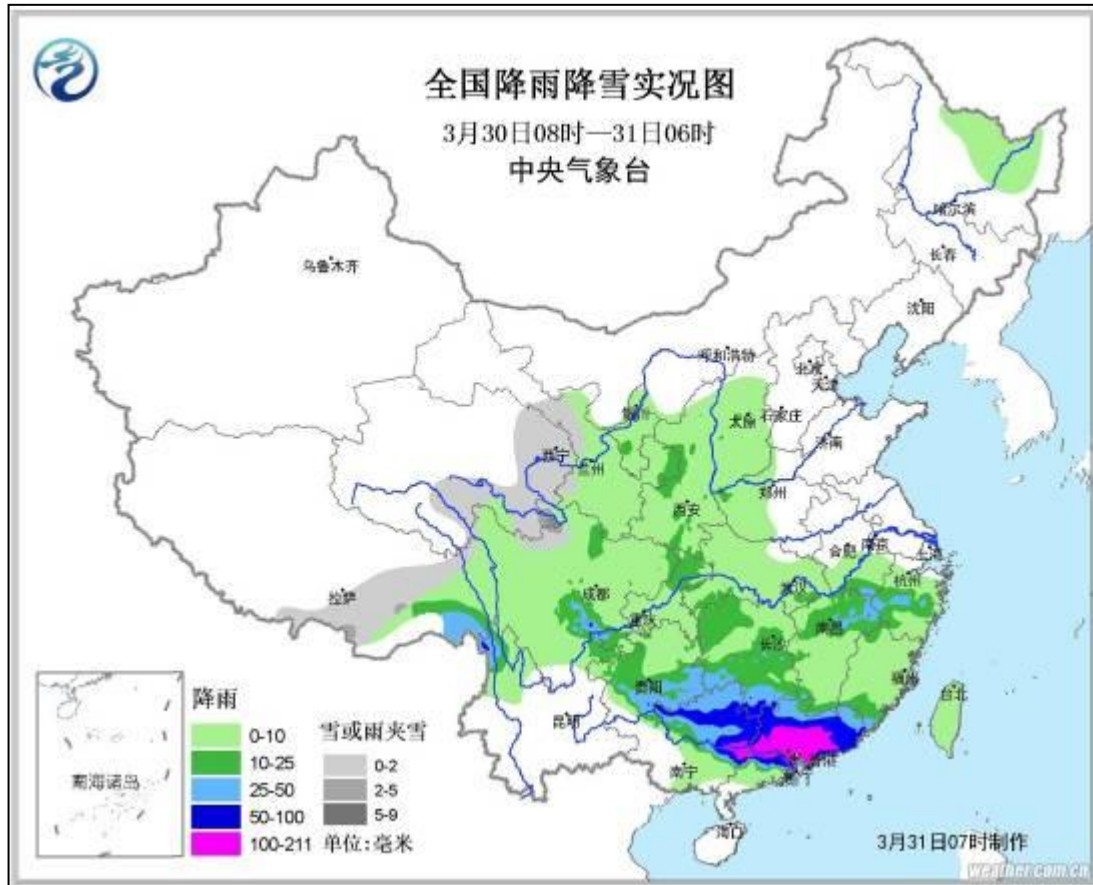 全国降雨降雪实况图
3月30日08时—31日06时
中央气象台
哈尔滨
长春
乌鲁木齐
沈阳
呼和浩特
北京
天津
银川
太原
石家庄
济南
西宁
兰州
西安
郑州
合肥
南京
上海
拉萨
成都
武汉
杭州
重庆
南昌
长沙
贵阳
福州
台北
昆明
南宁
海口
南海诸岛
降雨
0-10
10-25
25-50
50-100
100-211
雪或雨夹雪
0-2
2-5
5-9
单位:毫米
3月31日07时制作
weather.com.cn